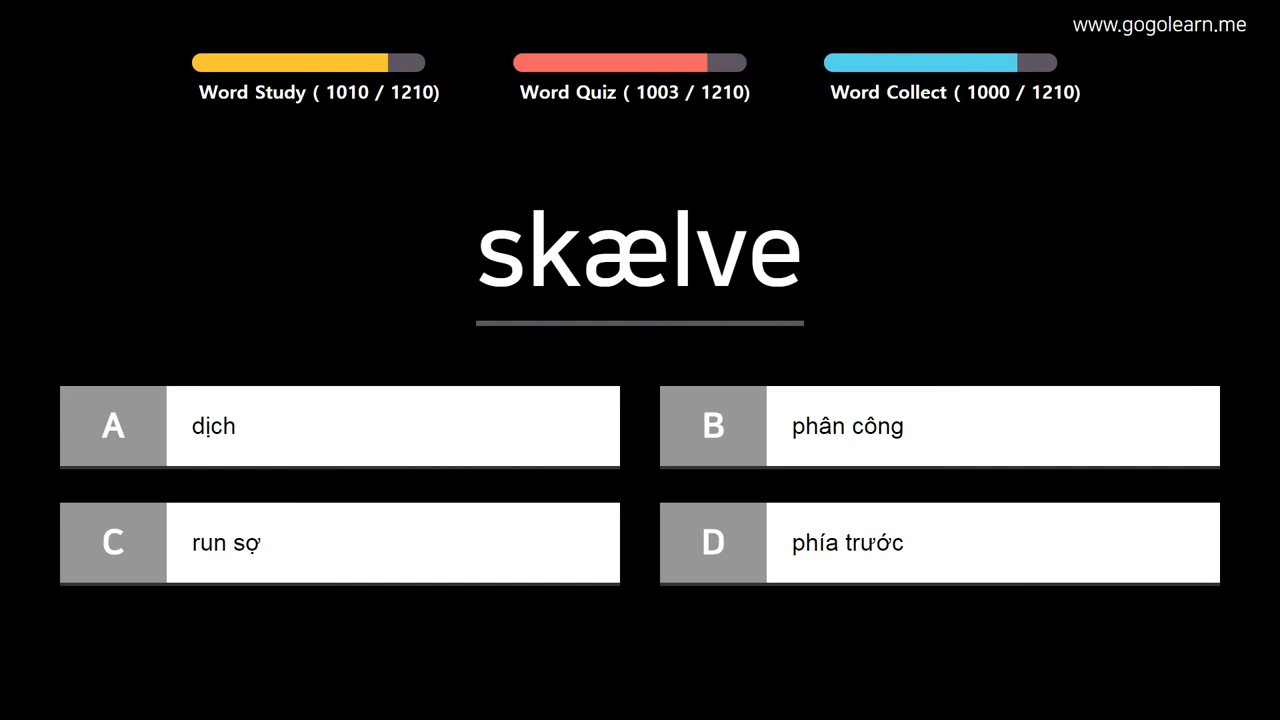 www.gogolearn.me
Word Study ( 1010 / 1210)
Word Quiz ( 1003 / 1210)
Word Collect ( 1000 / 1210)
skælve
A
dịch
B
phân công
C
run sợ
D
phía trước